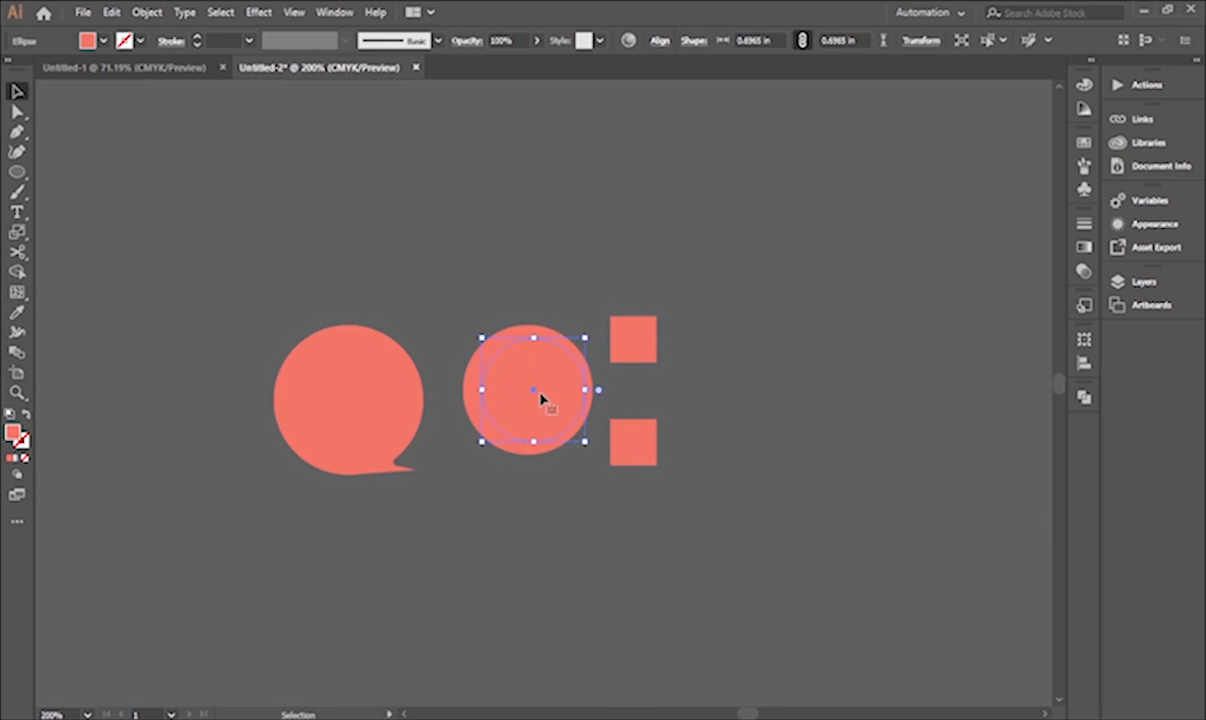 Ai File Edit Object Type Select Effect View Window Help Automation Search Adobe Stock
Ellipse Stroke: Basic Opacity: 100% Style: Align Shape: 0.6965 in 0.6965 in Transform
Untitled-1 @ 71.19% (CMYK/Preview) × Untitled-2* @ 200% (CMYK/Preview) ×
Actions
Links
Libraries
Document Info
Variables
Appearance
Asset Export
Layers
Artboards
200% 1 Selection